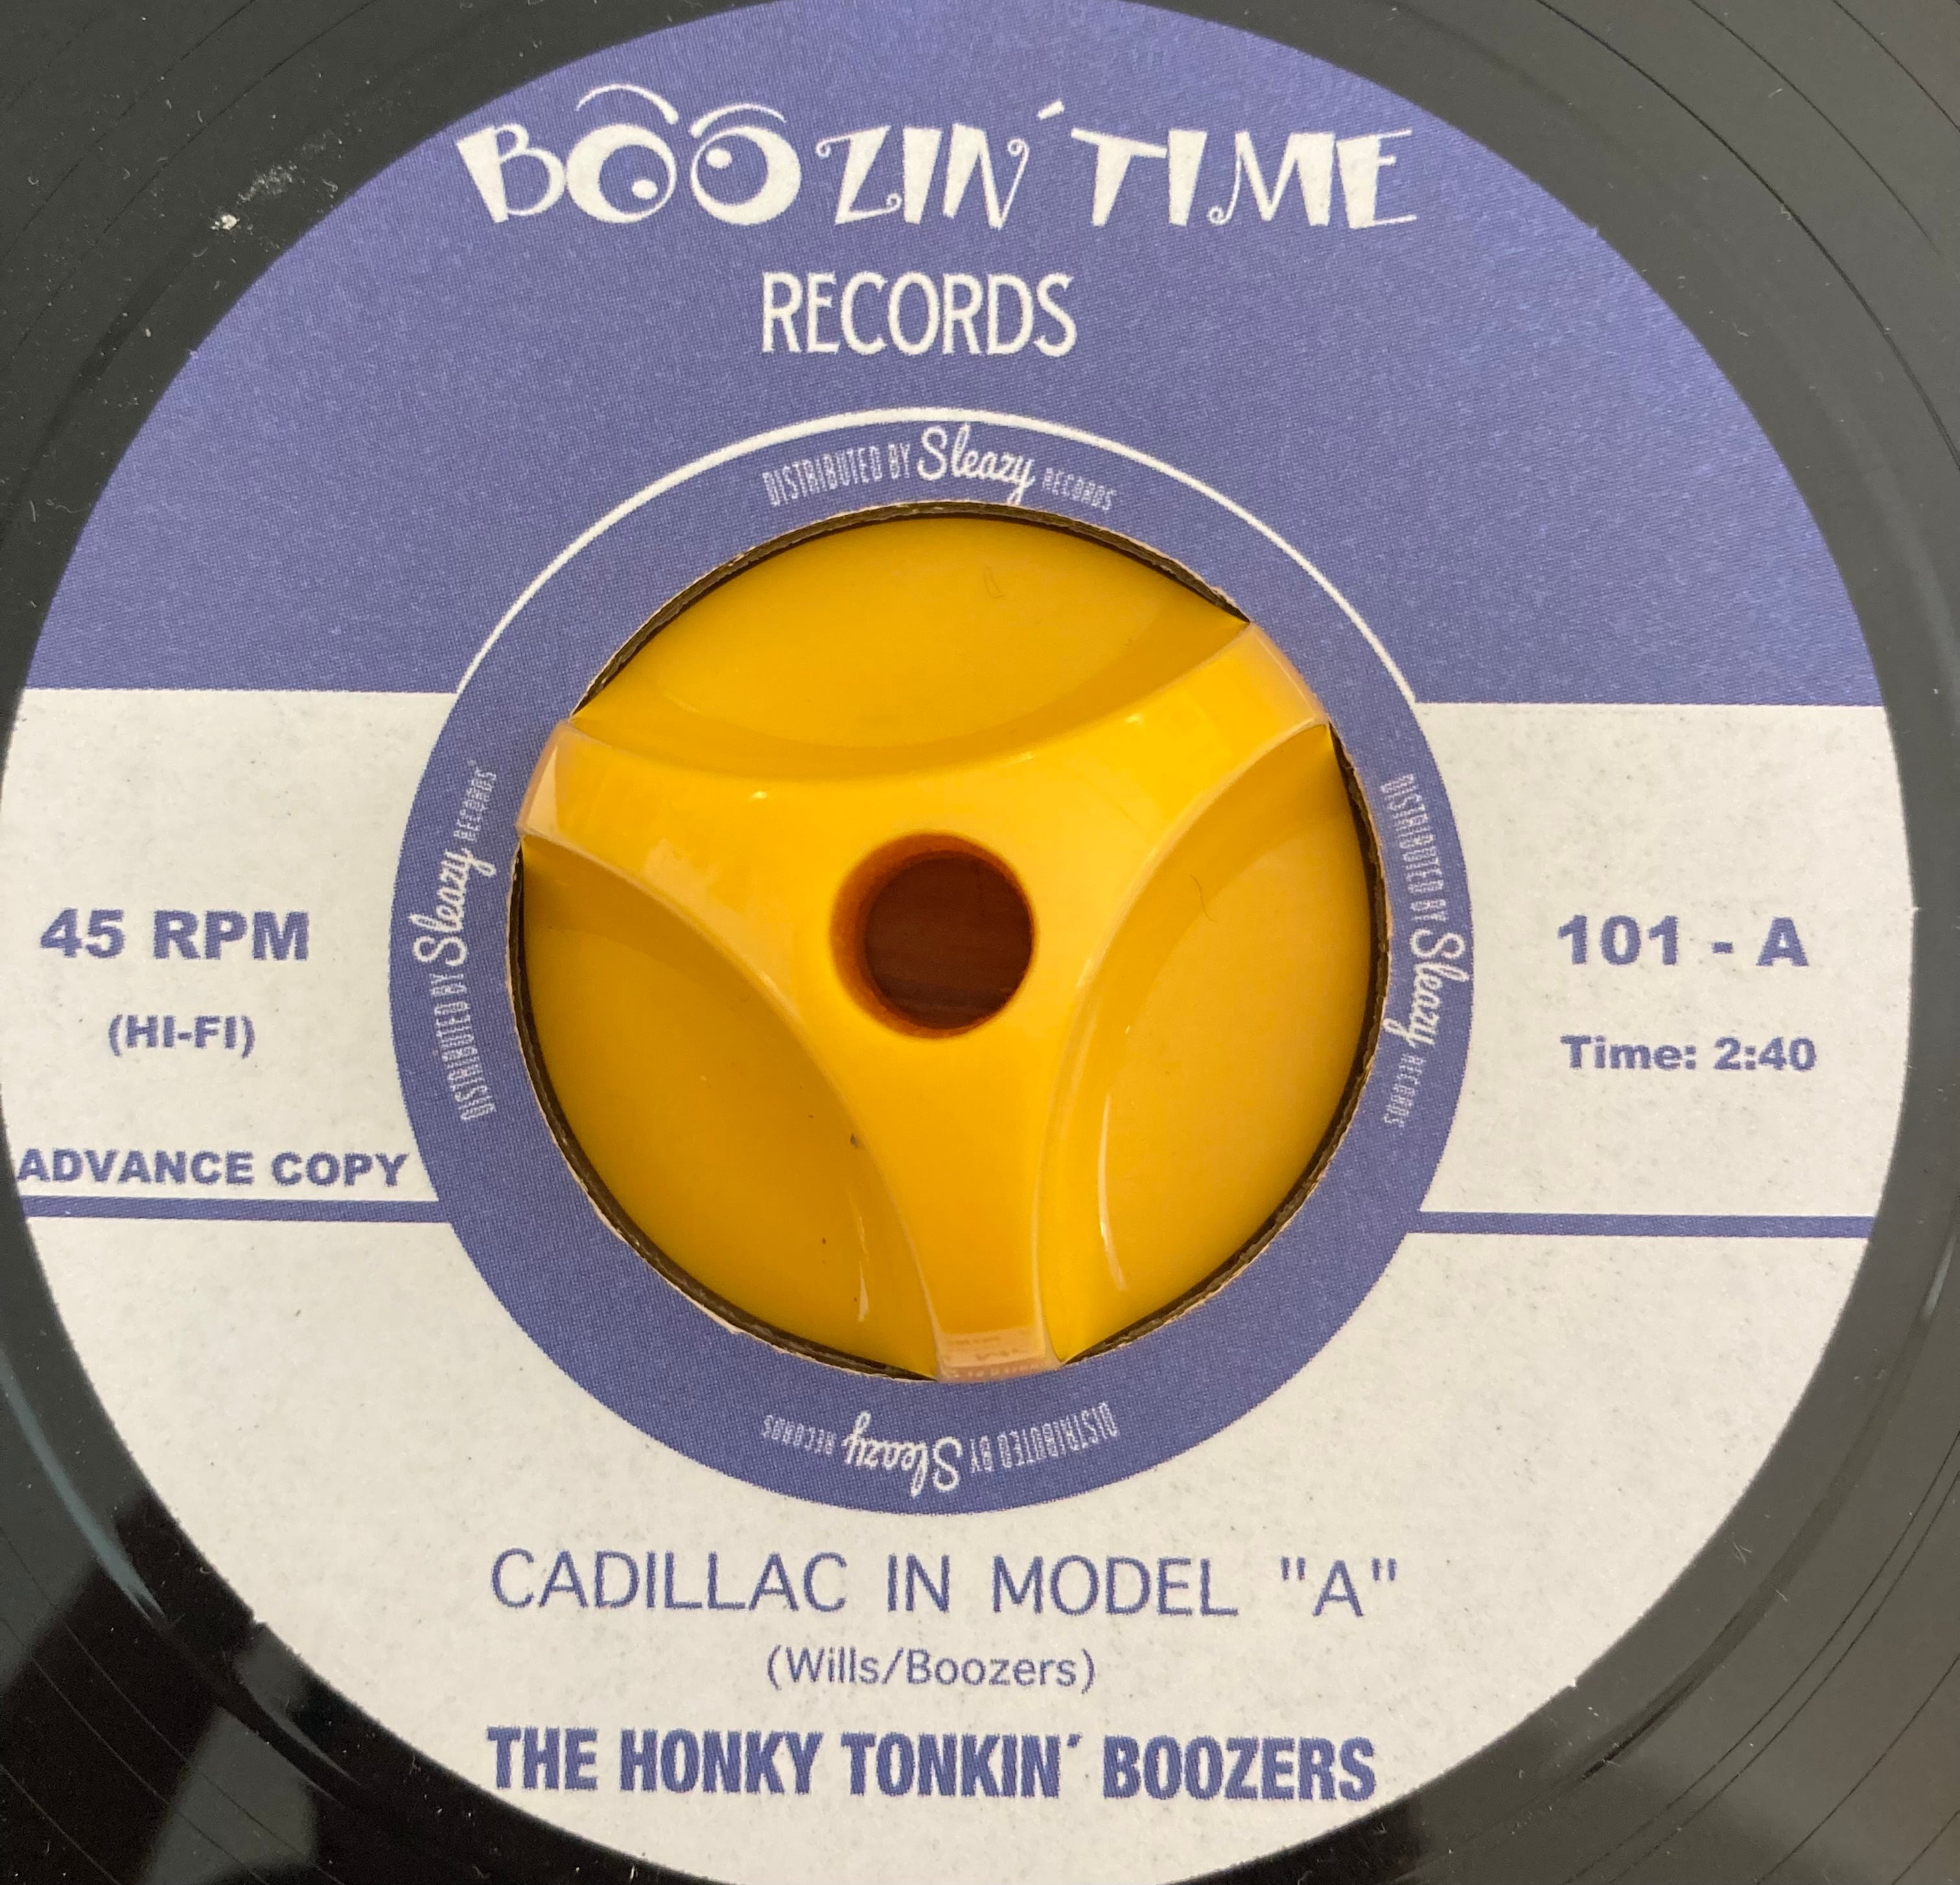 BOOZIN´TIME
RECORDS
DISTRIBUTED BY Sleazy RECORDS
DISTRIBUTED BY Sleazy RECORDS
DISTRIBUTED BY Sleazy RECORDS
45 RPM
(HI-FI)
ADVANCE COPY
101 - A
Time: 2:40
DISTRIBUTED BY Sleazy RECORDS
CADILLAC IN MODEL "A"
(Wills/Boozers)
THE HONKY TONKIN´ BOOZERS